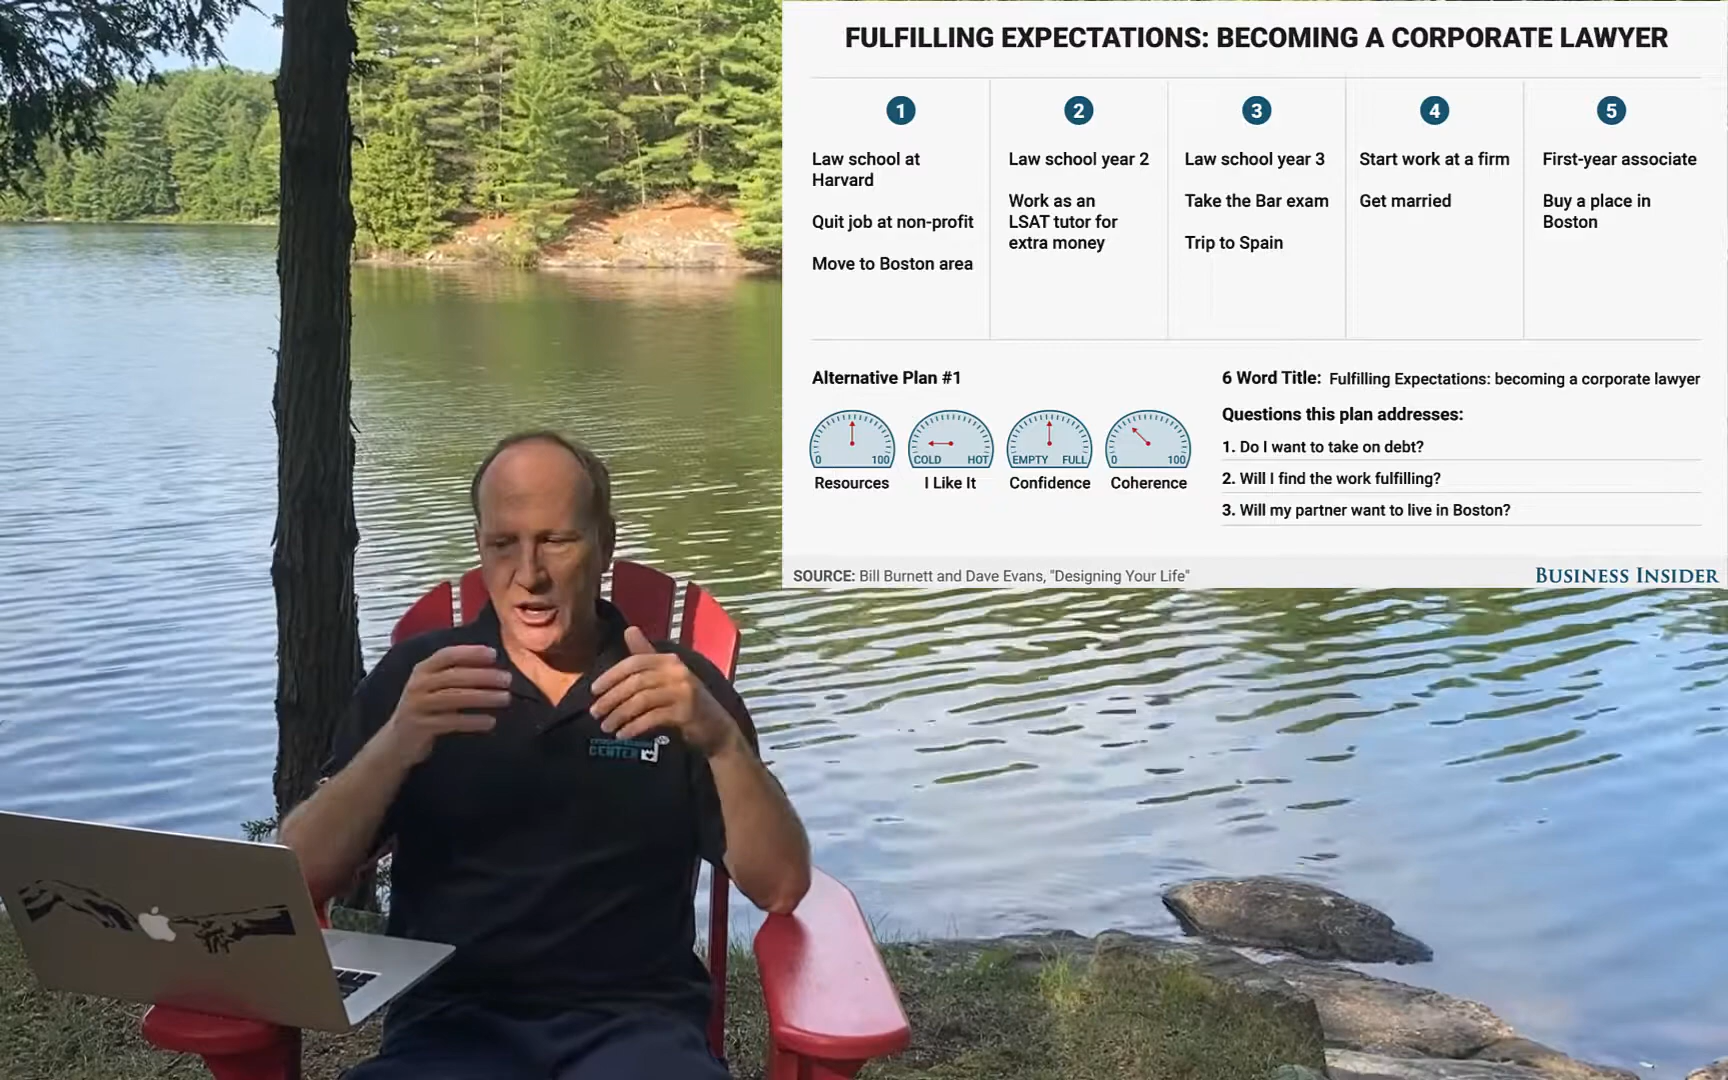 FULFILLING EXPECTATIONS: BECOMING A CORPORATE LAWYER
1
Law school at
Harvard
Quit job at non-profit
Move to Boston area
2
Law school year 2
Work as an
LSAT tutor for
extra money
3
Law school year 3
Take the Bar exam
Trip to Spain
4
Start work at a firm
Get married
5
First-year associate
Buy a place in
Boston
Alternative Plan #1
0 100
Resources
COLD HOT
I Like It
EMPTY FULL
Confidence
0 100
Coherence
6 Word Title: Fulfilling Expectations: becoming a corporate lawyer
Questions this plan addresses:
1. Do I want to take on debt?
2. Will I find the work fulfilling?
3. Will my partner want to live in Boston?
SOURCE: Bill Burnett and Dave Evans, "Designing Your Life"
BUSINESS INSIDER
CENTER